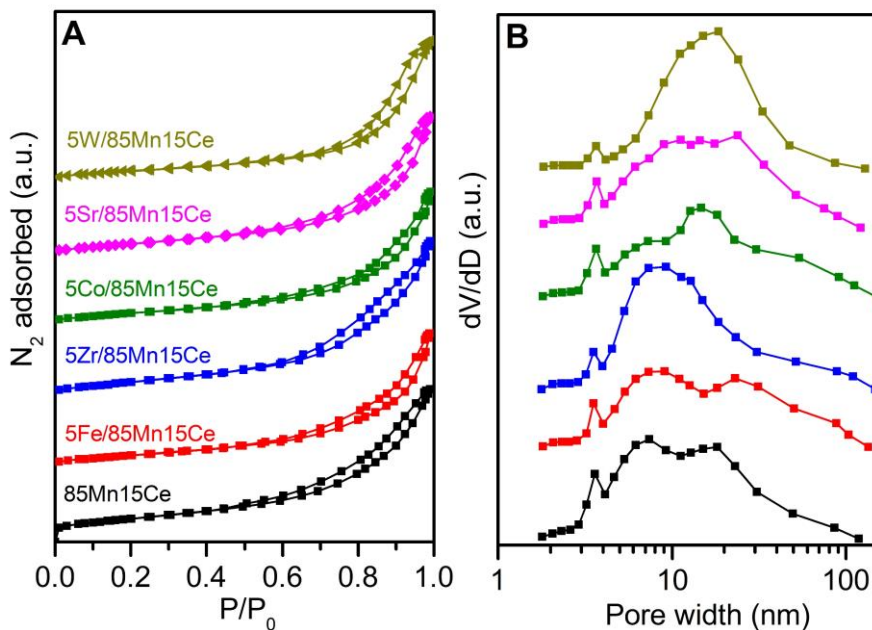 A
5W/85Mn15Ce
5Sr/85Mn15Ce
5Co/85Mn15Ce
5Zr/85Mn15Ce
5Fe/85Mn15Ce
85Mn15Ce
N2 adsorbed (a.u.)
0.0 0.2 0.4 0.6 0.8 1.0
P/P0
B
dV/dD (a.u.)
1 10 100
Pore width (nm)